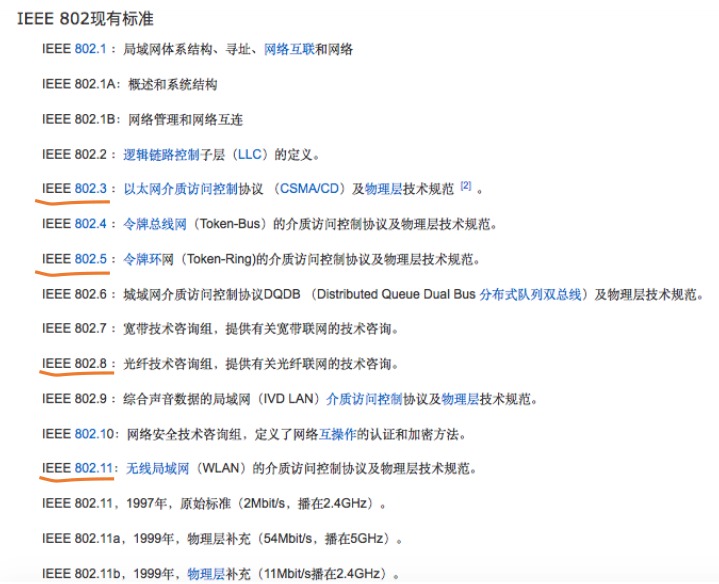 IEEE 802现有标准
IEEE 802.1 ：局域网体系结构、寻址、网络互联和网络
IEEE 802.1A：概述和系统结构
IEEE 802.1B：网络管理和网络互连
IEEE 802.2 ：逻辑链路控制子层（LLC）的定义。
IEEE 802.3 ：以太网介质访问控制协议 （CSMA/CD）及物理层技术规范 [2] 。
IEEE 802.4 ：令牌总线网（Token-Bus）的介质访问控制协议及物理层技术规范。
IEEE 802.5 ：令牌环网（Token-Ring)的介质访问控制协议及物理层技术规范。
IEEE 802.6 ：城域网介质访问控制协议DQDB （Distributed Queue Dual Bus 分布式队列双总线）及物理层技术规范。
IEEE 802.7 ：宽带技术咨询组，提供有关宽带联网的技术咨询。
IEEE 802.8 ：光纤技术咨询组，提供有关光纤联网的技术咨询。
IEEE 802.9 ：综合声音数据的局域网（IVD LAN）介质访问控制协议及物理层技术规范。
IEEE 802.10：网络安全技术咨询组，定义了网络互操作的认证和加密方法。
IEEE 802.11：无线局域网（WLAN）的介质访问控制协议及物理层技术规范。
IEEE 802.11，1997年，原始标准（2Mbit/s，播在2.4GHz）。
IEEE 802.11a，1999年，物理层补充（54Mbit/s，播在5GHz）。
IEEE 802.11b，1999年，物理层补充（11Mbit/s播在2.4GHz）。